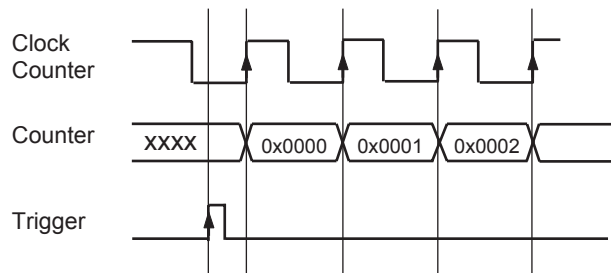 Clock
Counter
Counter
XXXX 0x0000 0x0001 0x0002
Trigger